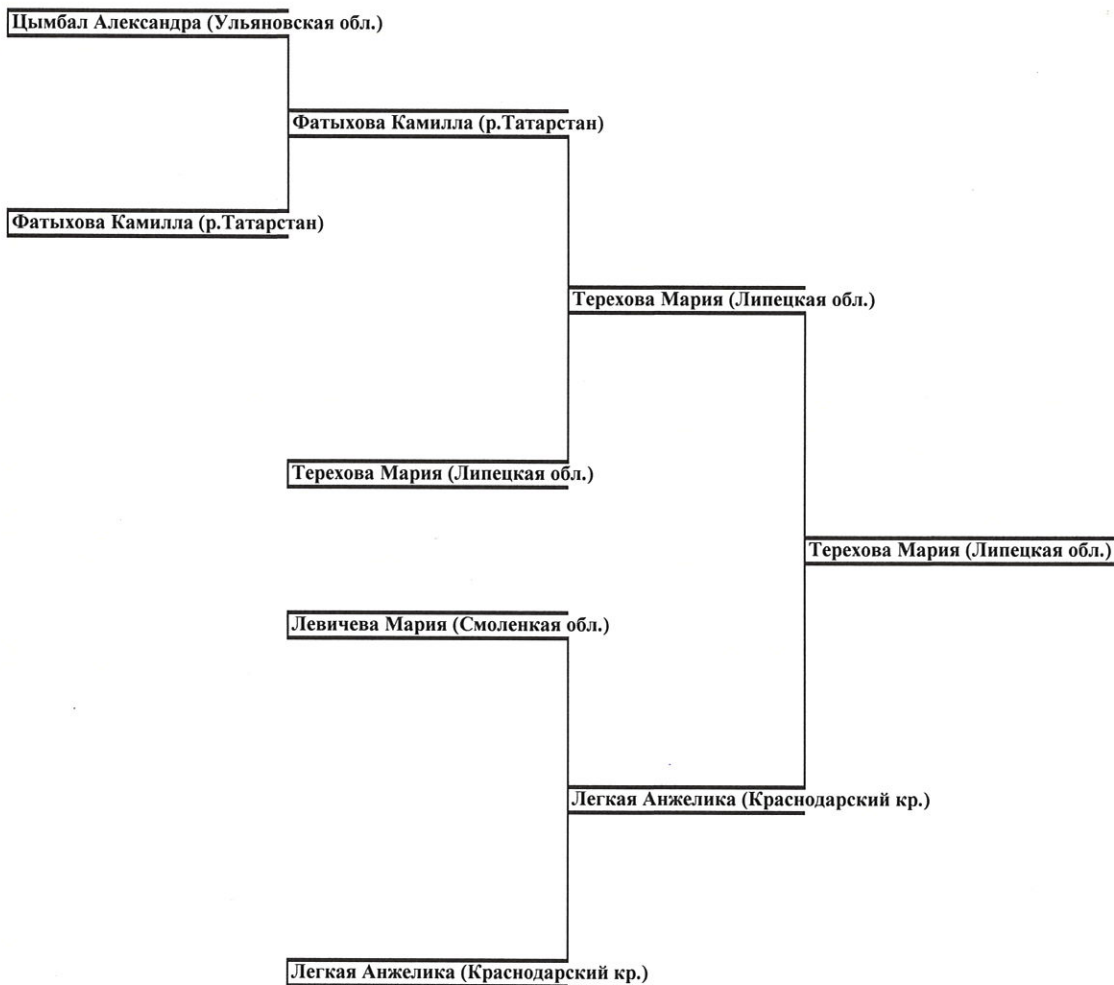 Цымбал Александра (Ульяновская обл.)
Фатыхова Камилла (р.Татарстан)
Фатыхова Камилла (р.Татарстан)
Терехова Мария (Липецкая обл.)
Терехова Мария (Липецкая обл.)
Терехова Мария (Липецкая обл.)
Левичева Мария (Смоленкая обл.)
Легкая Анжелика (Краснодарский кр.)
Легкая Анжелика (Краснодарский кр.)